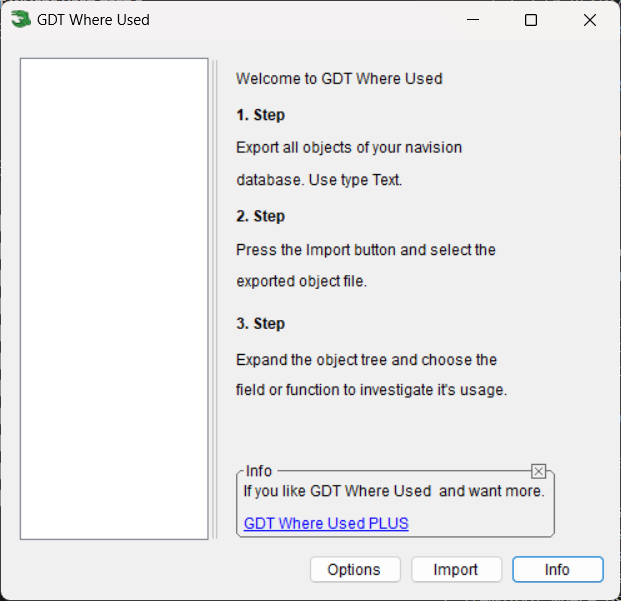 GDT Where Used
Welcome to GDT Where Used
1. Step
Export all objects of your navision
database. Use type Text.
2. Step
Press the Import button and select the
exported object file.
3. Step
Expand the object tree and choose the
field or function to investigate it's usage.
Info
If you like GDT Where Used  and want more.
GDT Where Used PLUS
Options
Import
Info